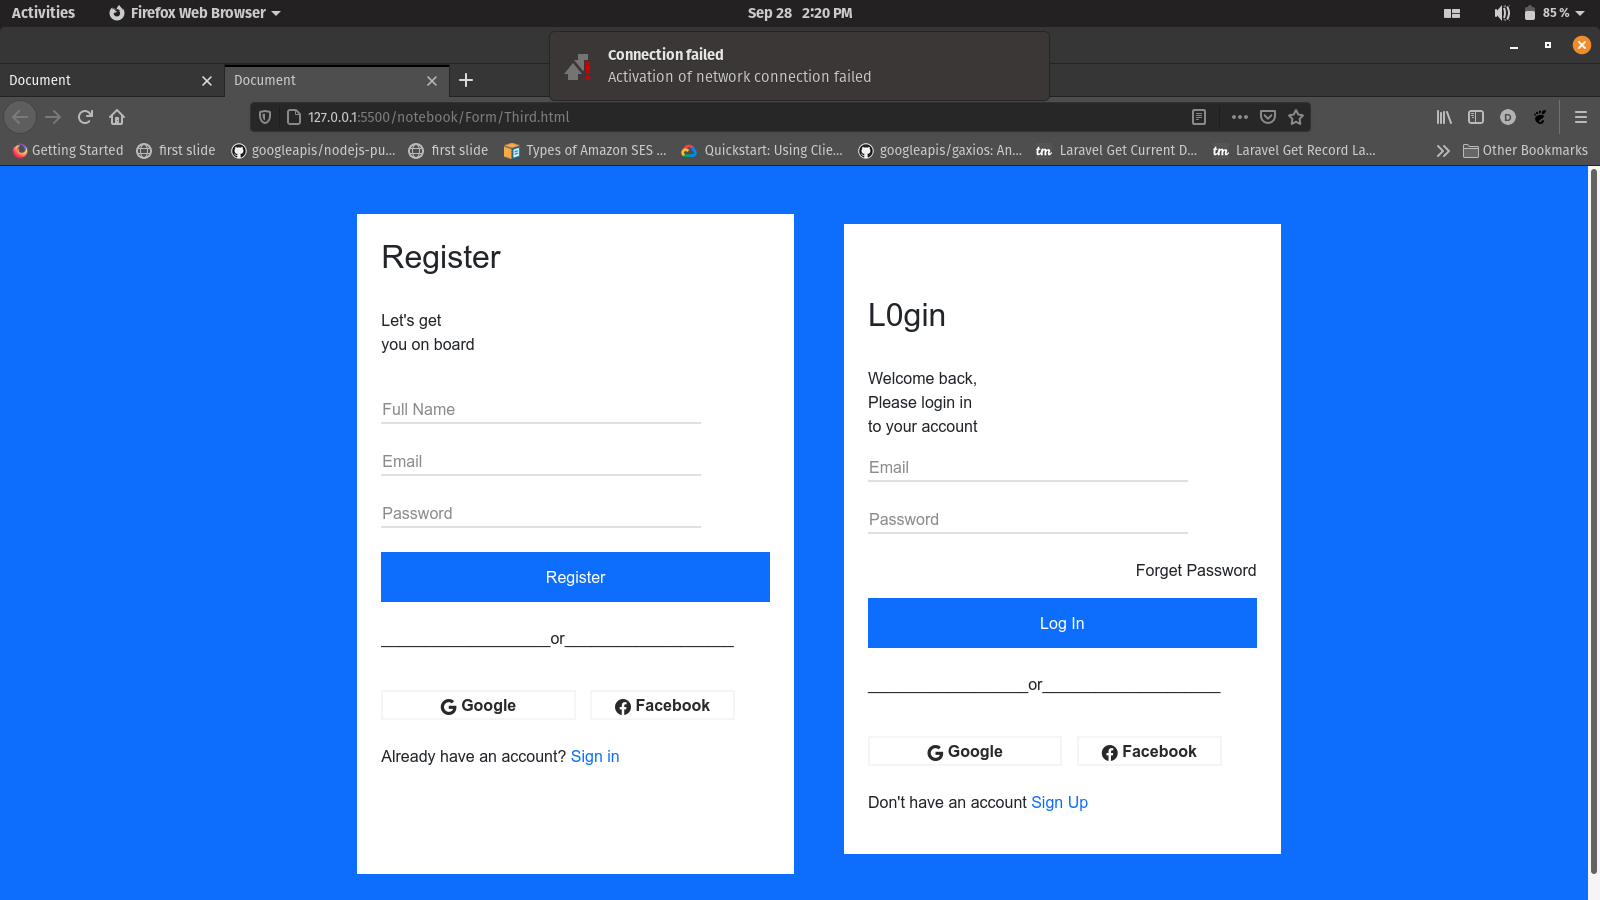 Activities
Firefox Web Browser
Sep 28 2:20 PM
85 %
Connection failed
Activation of network connection failed
Document
Document
127.0.0.1:5500/notebook/Form/Third.html
D
Getting Started
first slide
googleapis/nodejs-pu...
first slide
Types of Amazon SES ...
Quickstart: Using Clie...
googleapis/gaxios: An...
tm
Laravel Get Current D...
tm
Laravel Get Record La...
Other Bookmarks
Register
Let's get
you on board
Full Name
Email
Password
Register
___________________or___________________
G Google
Facebook
Already have an account? Sign in
L0gin
Welcome back,
Please login in
to your account
Email
Password
Forget Password
Log In
__________________or____________________
G Google
Facebook
Don't have an account Sign Up